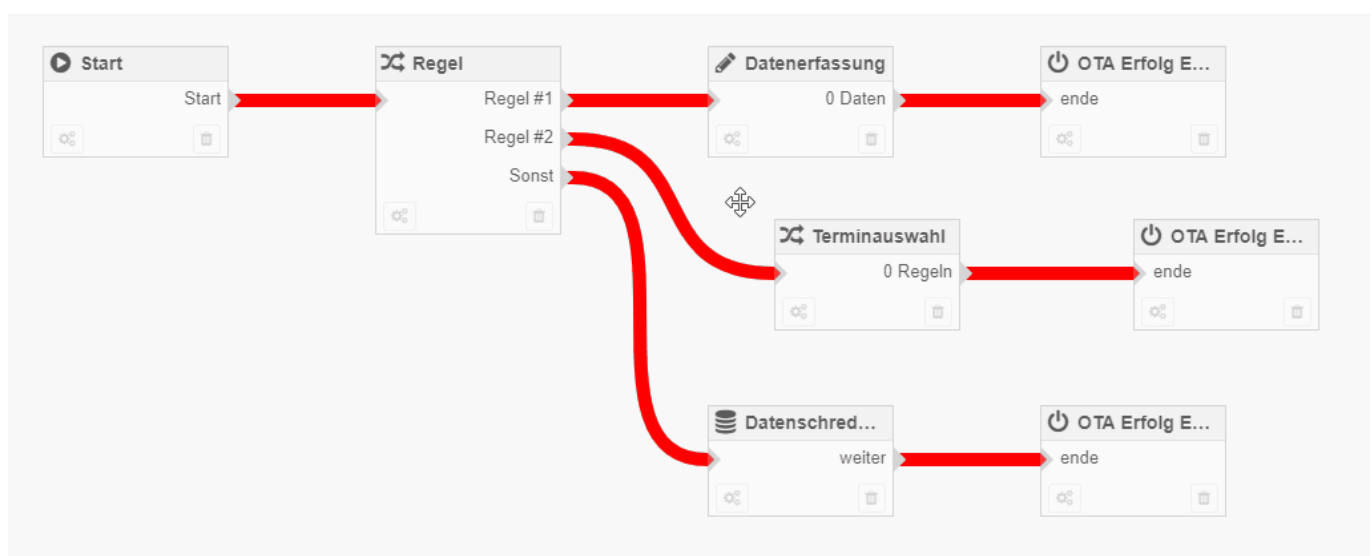 Start
Start
Regel
Regel #1
Regel #2
Sonst
Datenerfassung
0 Daten
OTA Erfolg E...
ende
Terminauswahl
0 Regeln
OTA Erfolg E...
ende
Datenschred...
weiter
OTA Erfolg E...
ende